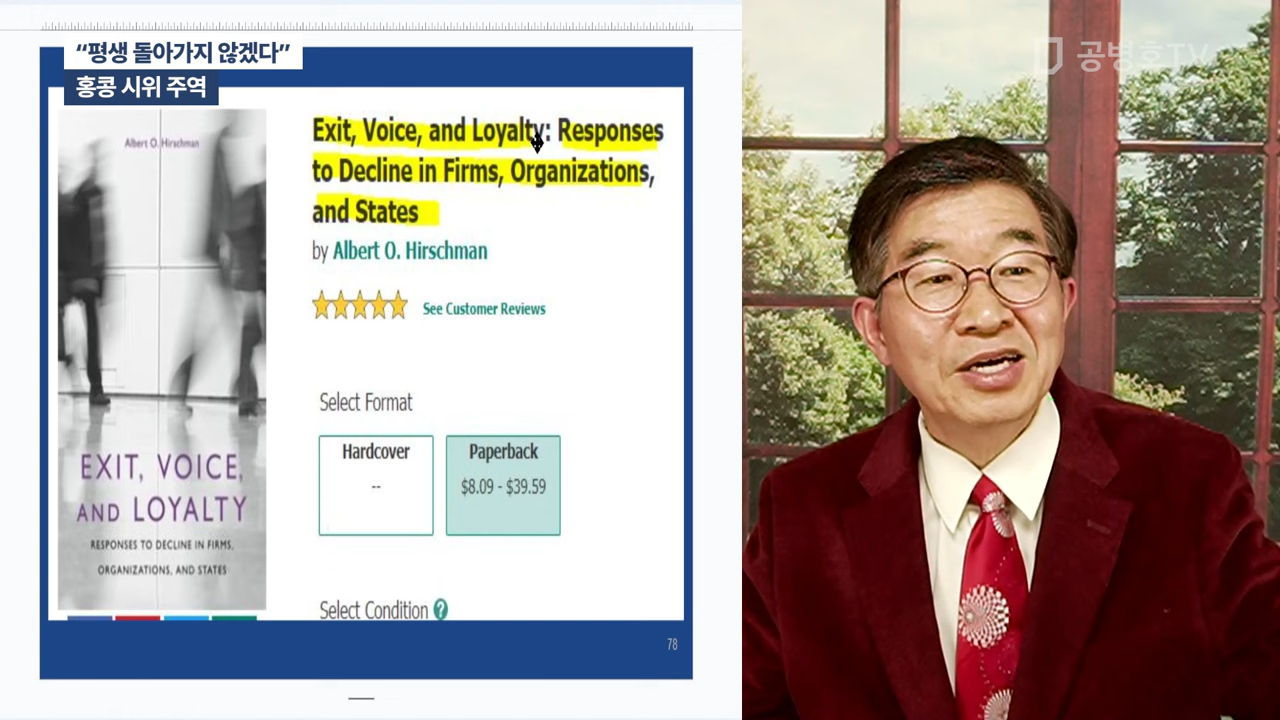 “평생 돌아가지 않겠다”
홍콩 시위 주역
공병호TV
Albert O. Hirschman
EXIT, VOICE,
AND LOYALTY
RESPONSES TO DECLINE IN FIRMS,
ORGANIZATIONS, AND STATES
Exit, Voice, and Loyalty: Responses
to Decline in Firms, Organizations,
and States
by Albert O. Hirschman
See Customer Reviews
Select Format
Hardcover
--
Paperback
$8.09 - $39.59
Select Condition ?
78